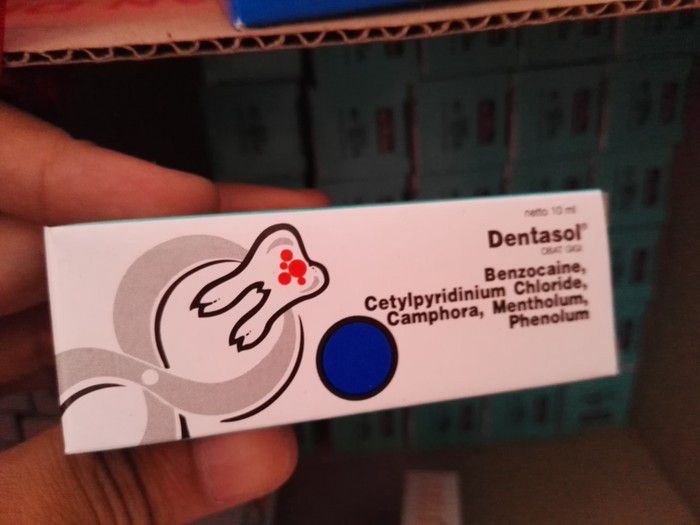 netto 10 ml
Dentasol®
OBAT GIGI
Benzocaine,
Cetylpyridinium Chloride,
Camphora, Mentholum,
Phenolum